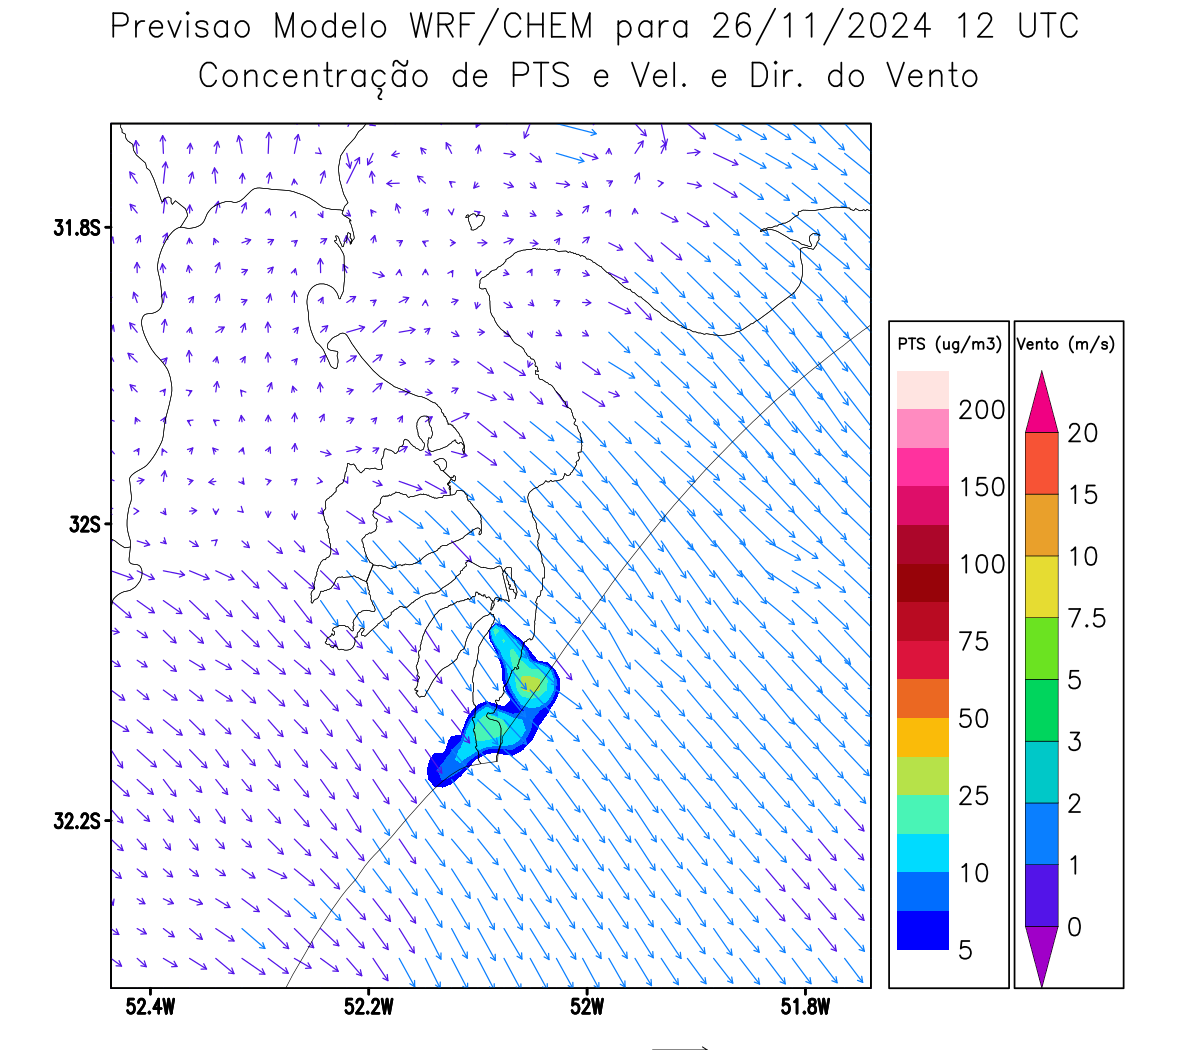 Previsao Modelo WRF/CHEM para 26/11/2024 12 UTC
Concentração de PTS e Vel. e Dir. do Vento
31.8S
32S
32.2S
52.4W
52.2W
52W
51.8W
PTS (ug/m3)
200
150
100
75
50
25
10
5
Vento (m/s)
20
15
10
7.5
5
3
2
1
0